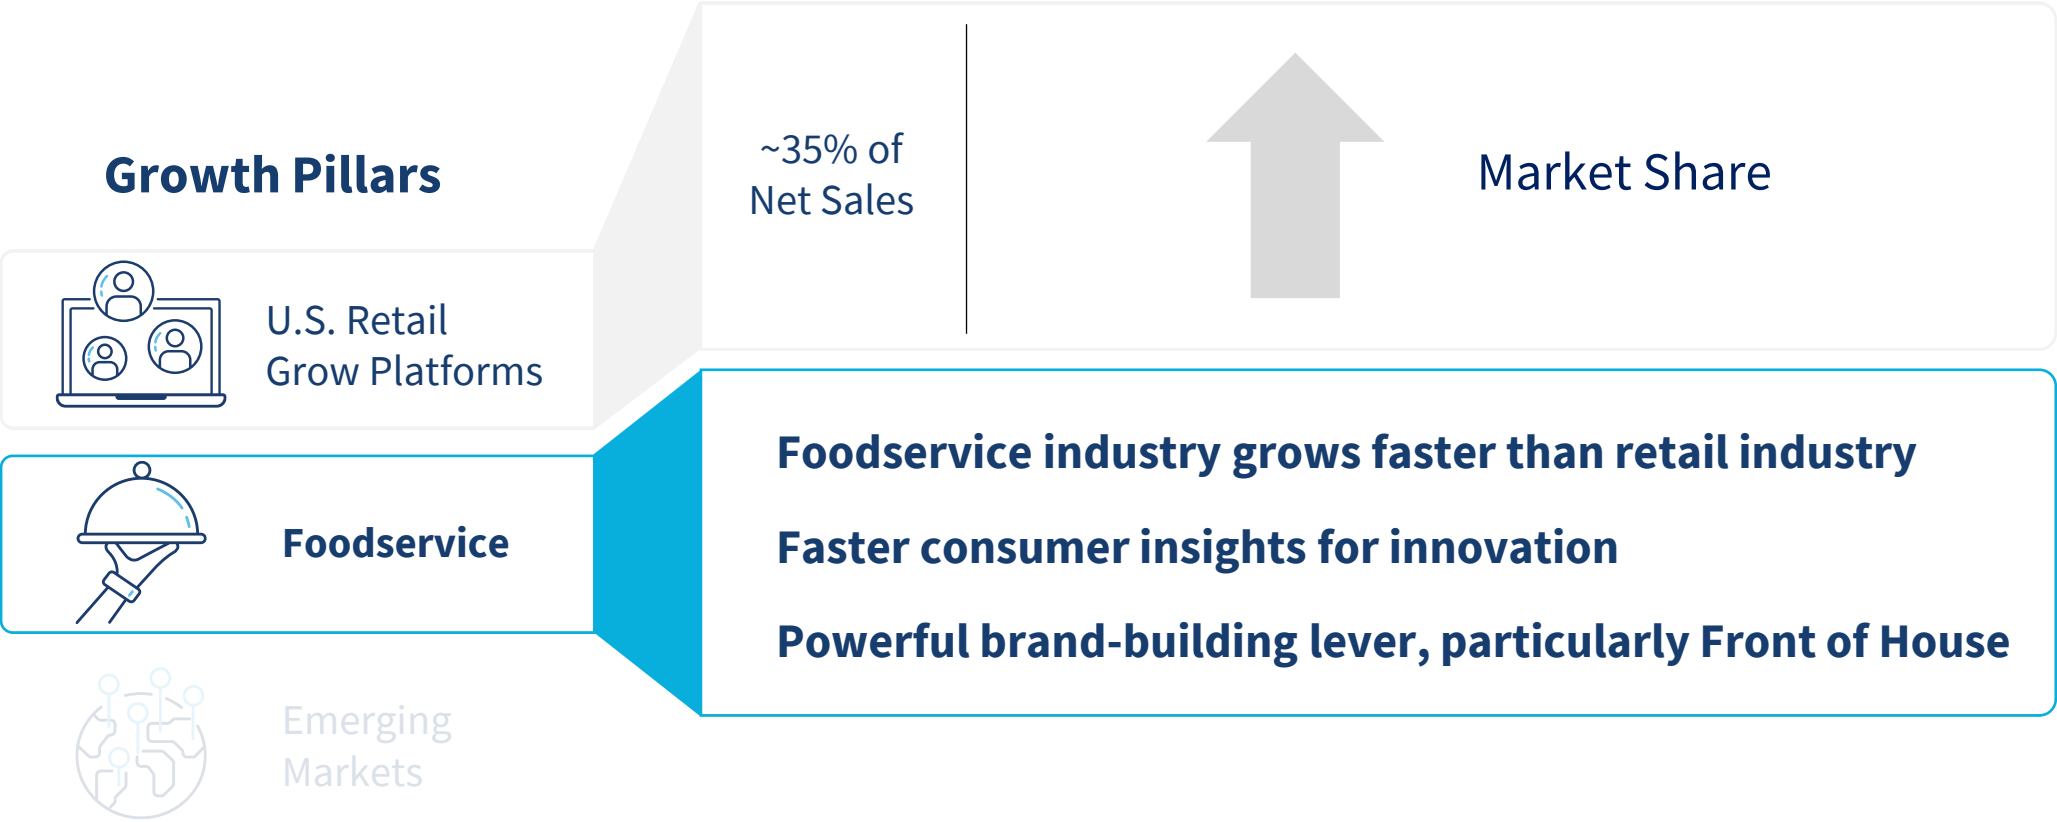 Growth Pillars
U.S. Retail
Grow Platforms
~35% of
Net Sales
Market Share
Foodservice
Foodservice industry grows faster than retail industry
Faster consumer insights for innovation
Powerful brand-building lever, particularly Front of House
Emerging
Markets